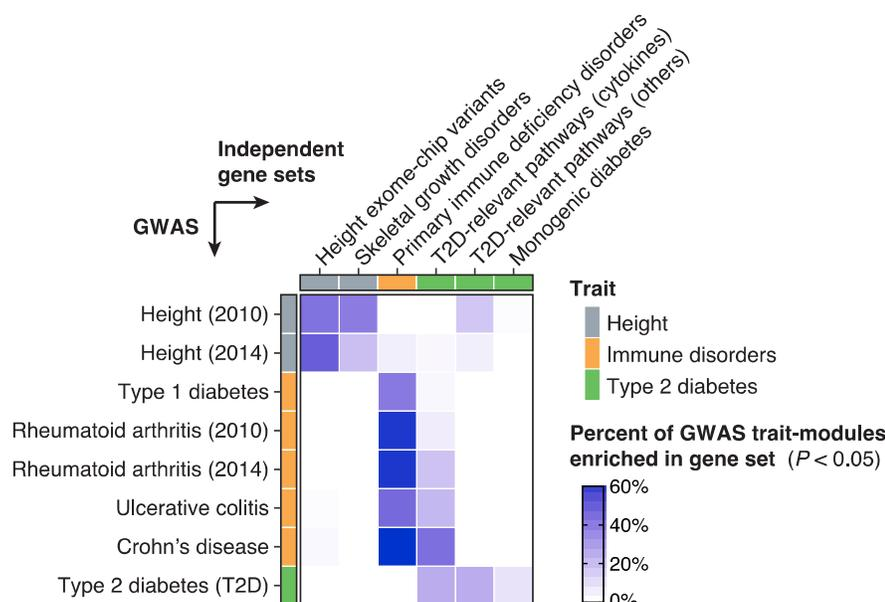 Height exome-chip variants
Skeletal growth disorders
Primary immune deficiency disorders
T2D-relevant pathways (cytokines)
T2D-relevant pathways (others)
Monogenic diabetes
Independent
gene sets
GWAS
Height (2010)
Height (2014)
Type 1 diabetes
Rheumatoid arthritis (2010)
Rheumatoid arthritis (2014)
Ulcerative colitis
Crohn’s disease
Type 2 diabetes (T2D)
Trait
Height
Immune disorders
Type 2 diabetes
Percent of GWAS trait-modules
enriched in gene set (P < 0.05)
60%
40%
20%
0%